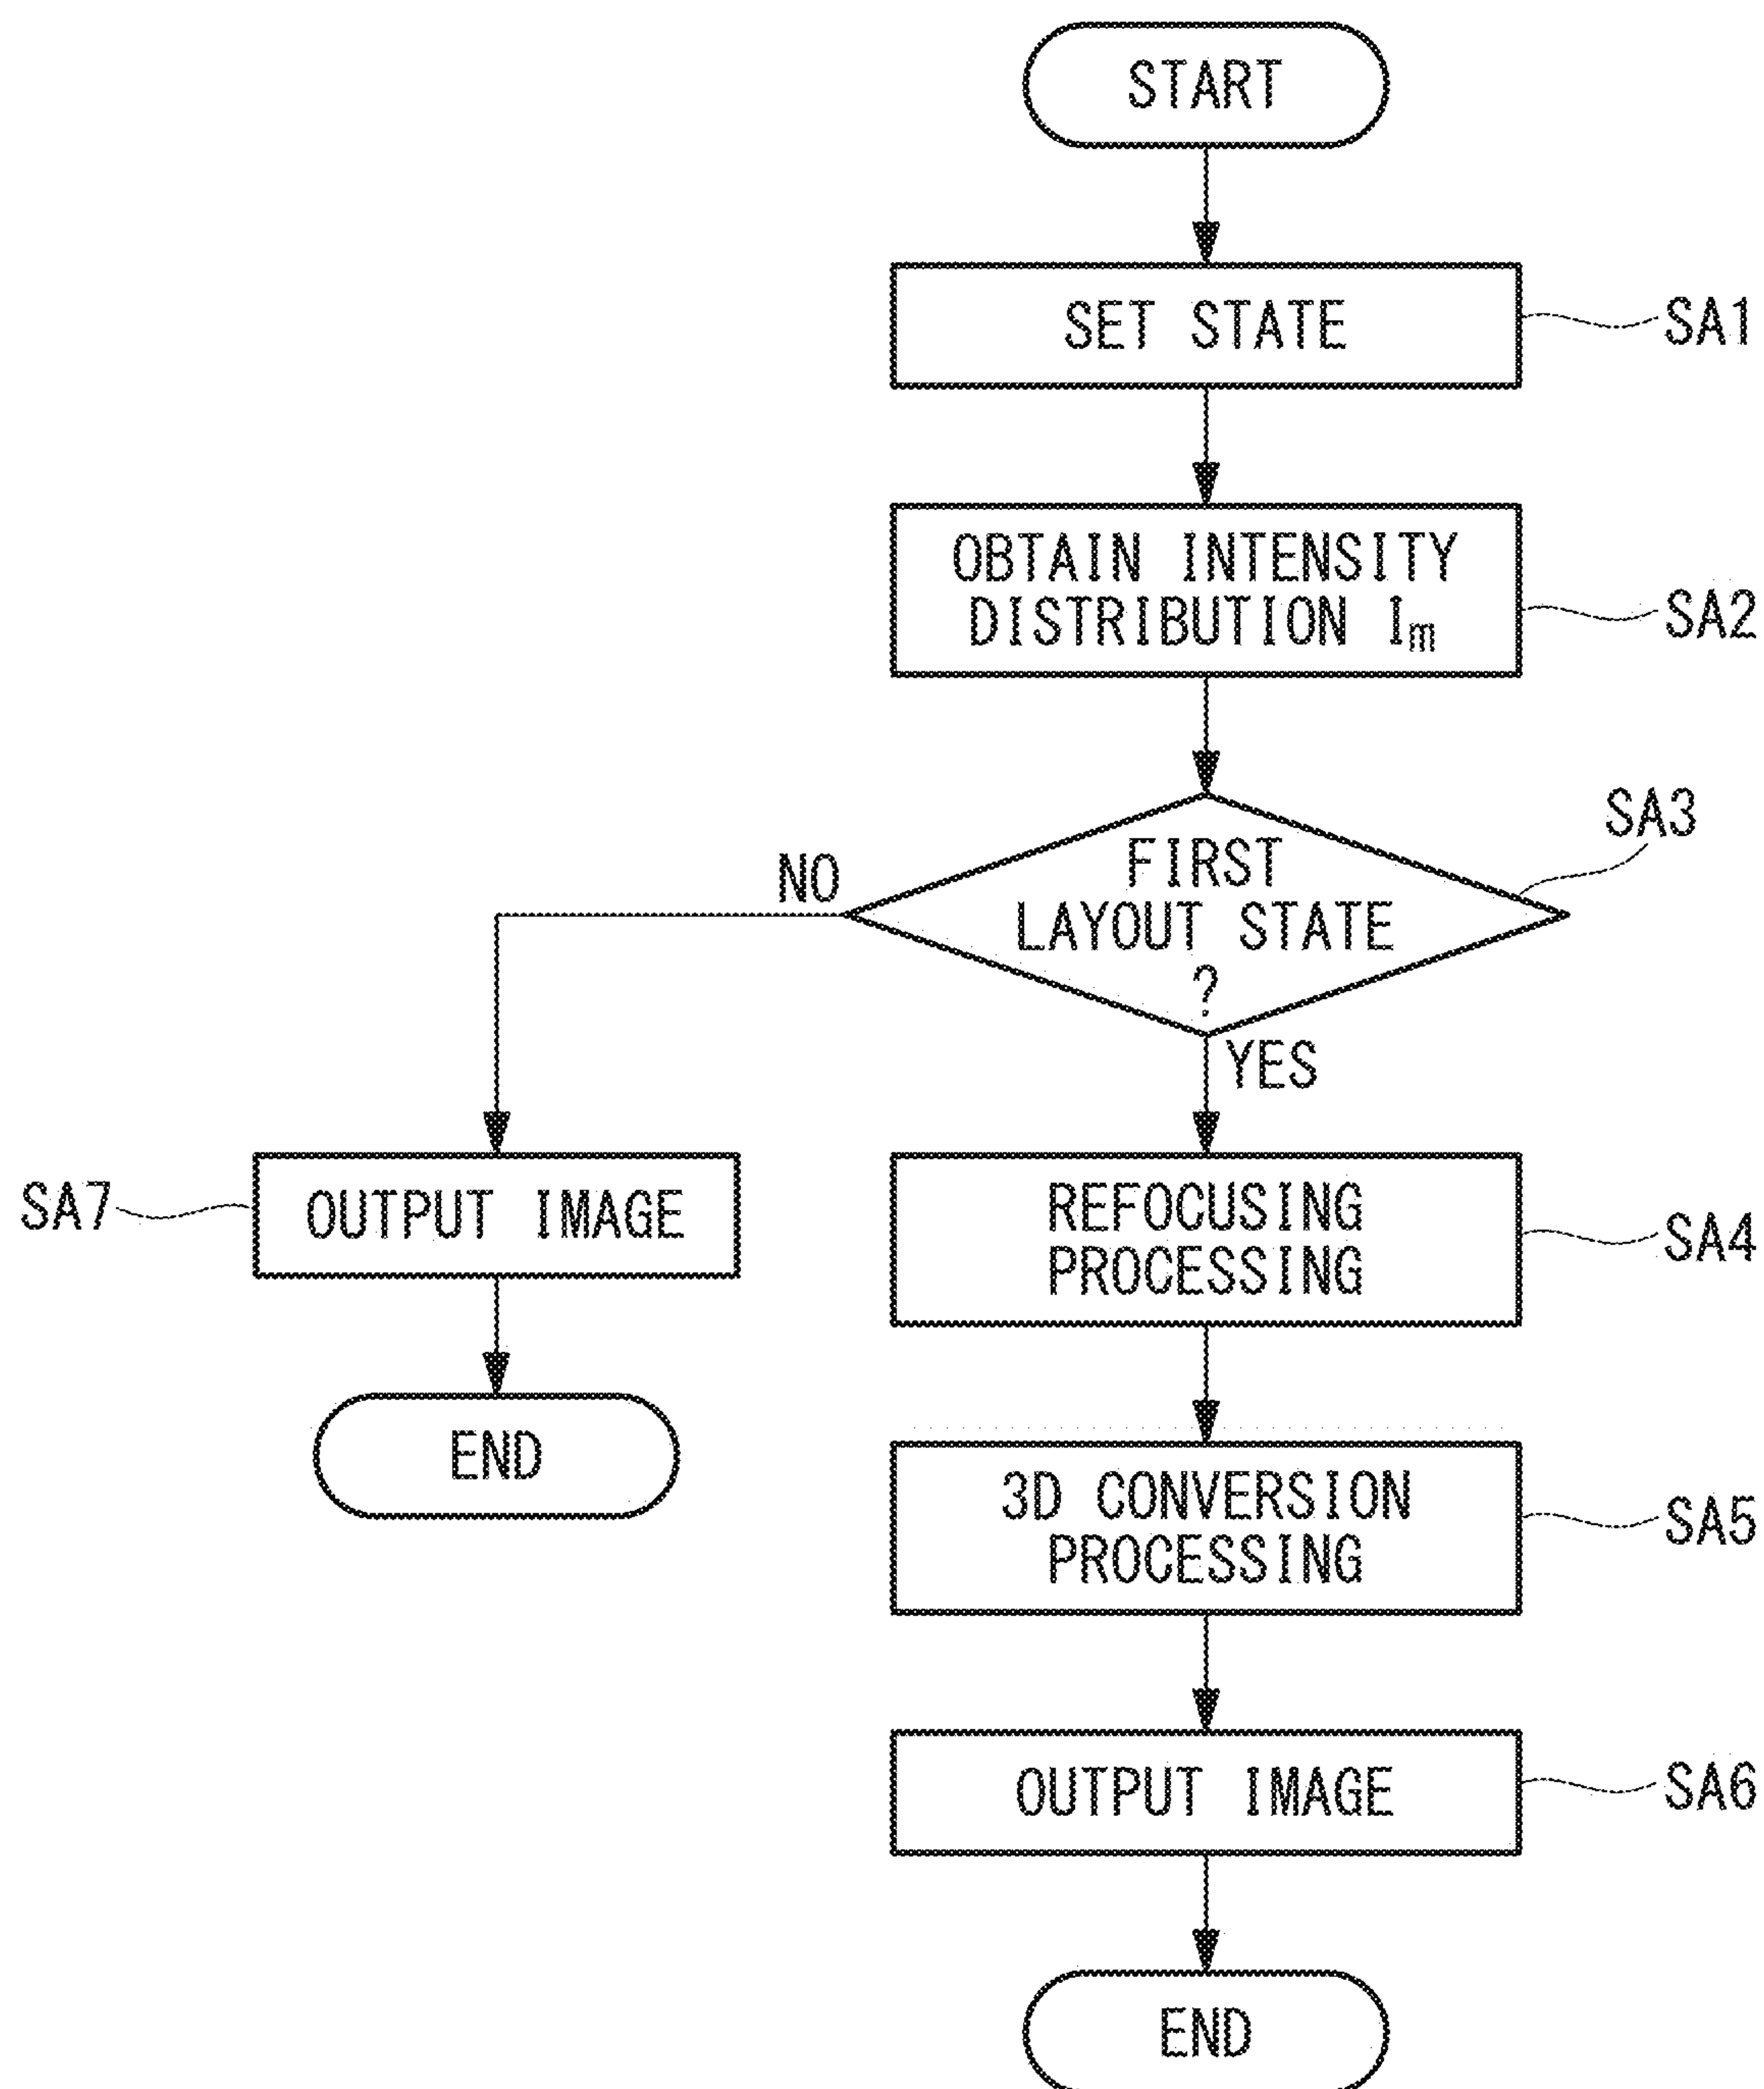 START
SET STATE
SA1
OBTAIN INTENSITY
DISTRIBUTION Im
SA2
SA3
FIRST
LAYOUT STATE
?
NO
YES
SA7
OUTPUT IMAGE
END
REFOCUSING
PROCESSING
SA4
3D CONVERSION
PROCESSING
SA5
OUTPUT IMAGE
SA6
END